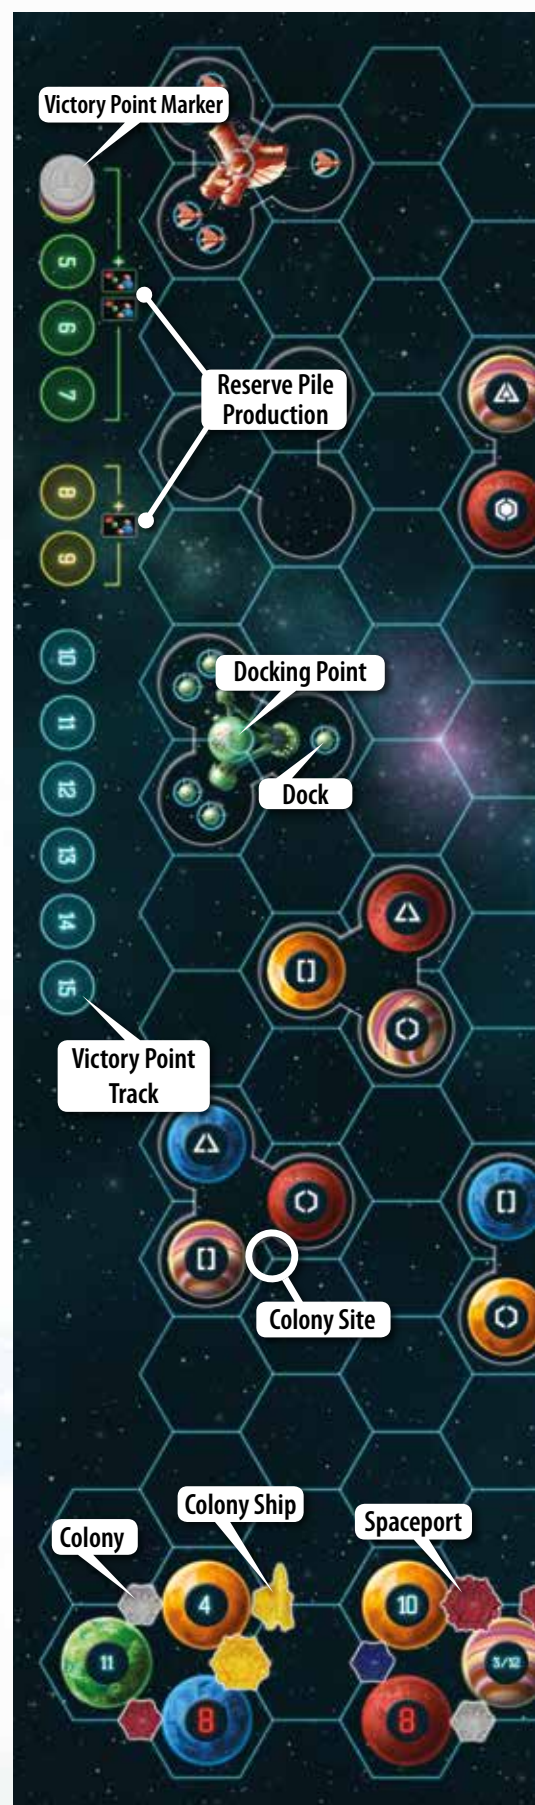 Victory Point Marker
5
6
7
Reserve Pile
Production
8
9
10
11
12
13
14
15
Docking Point
Dock
Victory Point
Track
Colony Site
Colony Ship
Colony
Spaceport
4
10
11
3/12
8
8